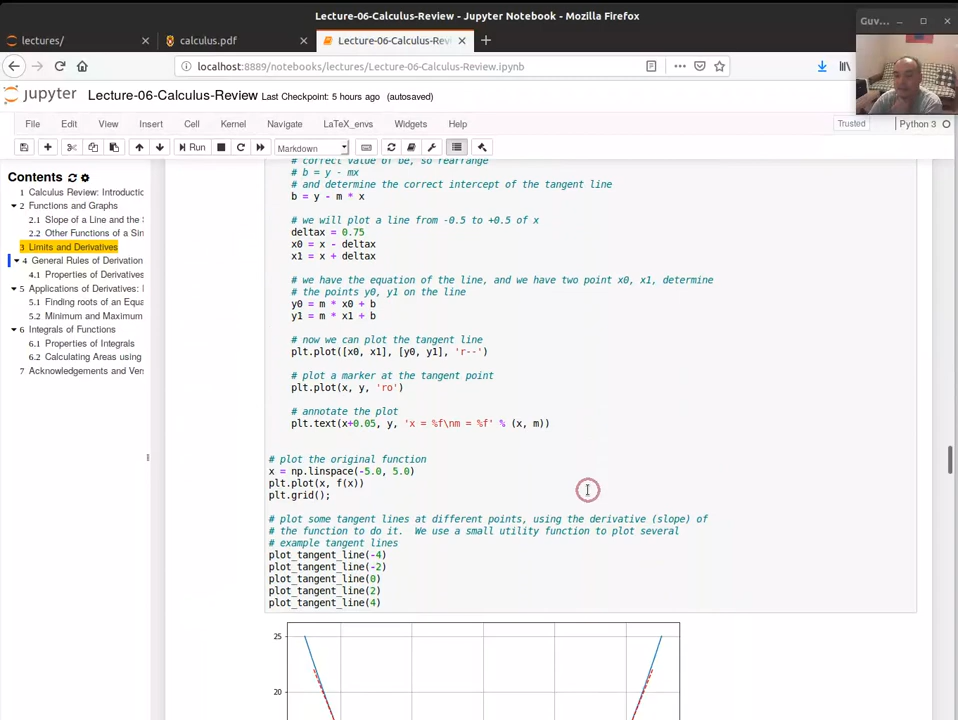 Lecture-06-Calculus-Review - Jupyter Notebook - Mozilla Firefox
Guv...
lectures/
calculus.pdf
Lecture-06-Calculus-Rev
localhost:8889/notebooks/lectures/Lecture-06-Calculus-Review.ipynb
jupyter Lecture-06-Calculus-Review Last Checkpoint: 5 hours ago (autosaved)
File Edit View Insert Cell Kernel Navigate LaTeX_envs Widgets Help Trusted Python 3
Run Markdown
Contents
1 Calculus Review: Introductic
2 Functions and Graphs
2.1 Slope of a Line and the
2.2 Other Functions of a Sin
3 Limits and Derivatives
4 General Rules of Derivation
4.1 Properties of Derivatives
5 Applications of Derivatives:
5.1 Finding roots of an Equa
5.2 Minimum and Maximum
6 Integrals of Functions
6.1 Properties of Integrals
6.2 Calculating Areas using
7 Acknowledgements and Vers
# correct value of be, so rearrange
# b = y - mx
# and determine the correct intercept of the tangent line
b = y - m * x
# we will plot a line from -0.5 to +0.5 of x
deltax = 0.75
x0 = x - deltax
x1 = x + deltax
# we have the equation of the line, and we have two point x0, x1, determine
# the points y0, y1 on the line
y0 = m * x0 + b
y1 = m * x1 + b
# now we can plot the tangent line
plt.plot([x0, x1], [y0, y1], 'r--')
# plot a marker at the tangent point
plt.plot(x, y, 'ro')
# annotate the plot
plt.text(x+0.05, y, 'x = %f\nm = %f' % (x, m))
# plot the original function
x = np.linspace(-5.0, 5.0)
plt.plot(x, f(x))
plt.grid();
# plot some tangent lines at different points, using the derivative (slope) of
# the function to do it.  We use a small utility function to plot several
# example tangent lines
plot_tangent_line(-4)
plot_tangent_line(-2)
plot_tangent_line(0)
plot_tangent_line(2)
plot_tangent_line(4)
25
20